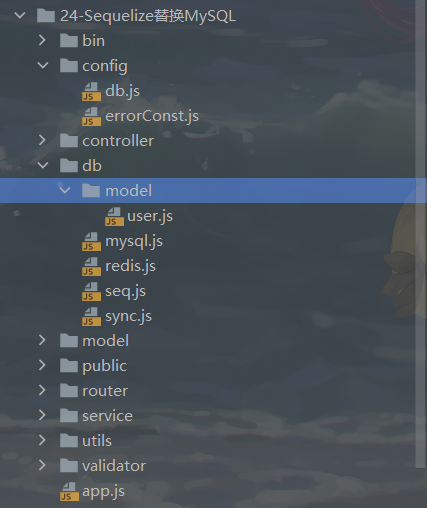 24-Sequelize替换MySQL
bin
config
JS db.js
JS errorConst.js
controller
db
model
JS user.js
JS mysql.js
JS redis.js
JS seq.js
JS sync.js
model
public
router
service
utils
validator
JS app.js